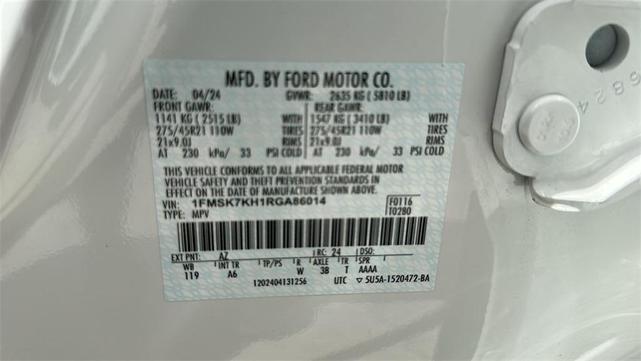 MFD. BY FORD MOTOR CO.
DATE: 04/24 GVWR: 2635 KG ( 5810 LB)
FRONT GAWR: REAR GAWR:
1141 KG ( 2515 LB) WITH 1547 KG ( 3410 LB) WITH
275/45R21 110W TIRES 275/45R21 110W TIRES
21x9.0J RIMS 21x9.0J RIMS
AT 230 kPa/ 33 PSI COLD AT 230 kPa/ 33 PSI COLD
THIS VEHICLE CONFORMS TO ALL APPLICABLE FEDERAL MOTOR
VEHICLE SAFETY AND THEFT PREVENTION STANDARDS IN
EFFECT ON THE DATE OF MANUFACTURE SHOWN ABOVE.
VIN: 1FMSK7KH1RGA86014 F0116
TYPE: MPV T0280
EXT PNT: AZ RC: 24 DSO:
WB INT TR TP/PS R AXLE TR SPR
119 A6 W 38 T AAAA
1202404131256 UTC ▽ 5U5A-1520472-BA
6824